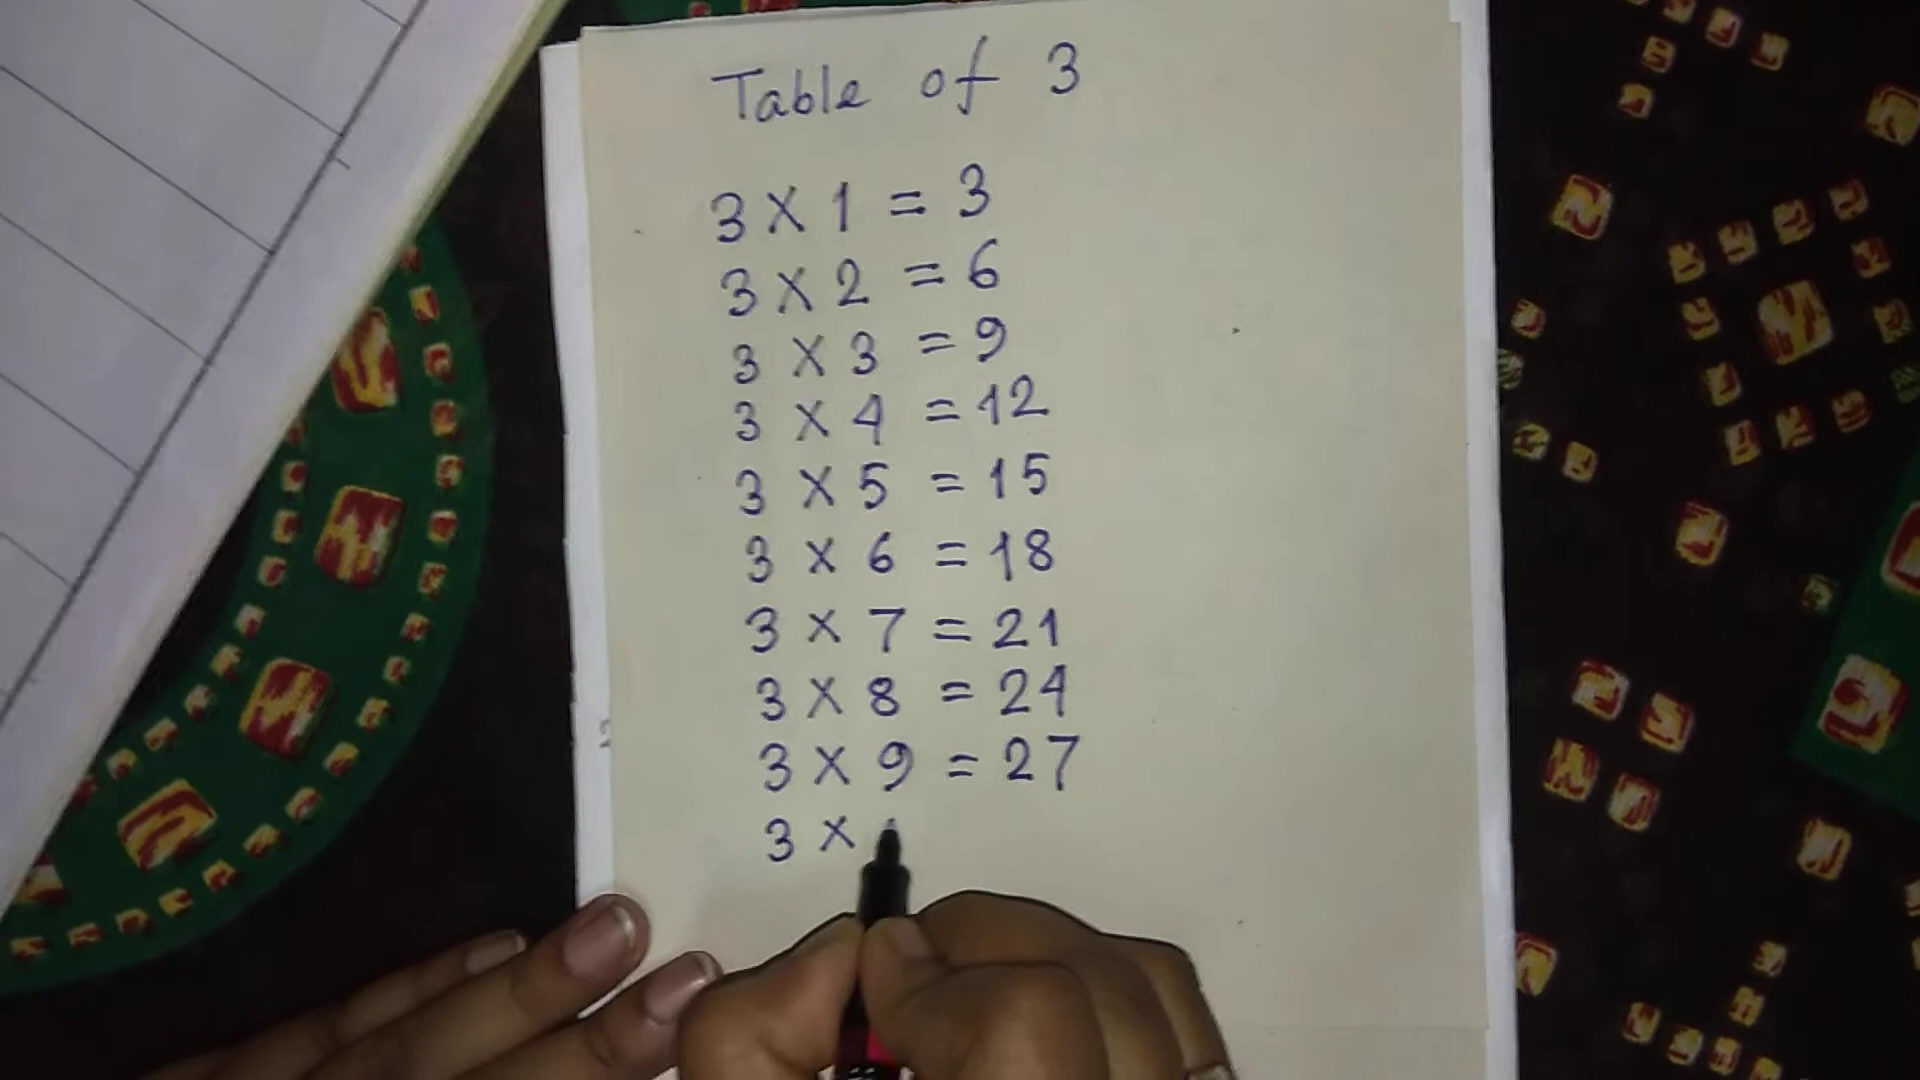 Table of 3
3 X 1 = 3
3 X 2 = 6
3 X 3 = 9
3 X 4 = 12
3 X 5 = 15
3 X 6 = 18
3 X 7 = 21
3 X 8 = 24
3 X 9 = 27
3 X